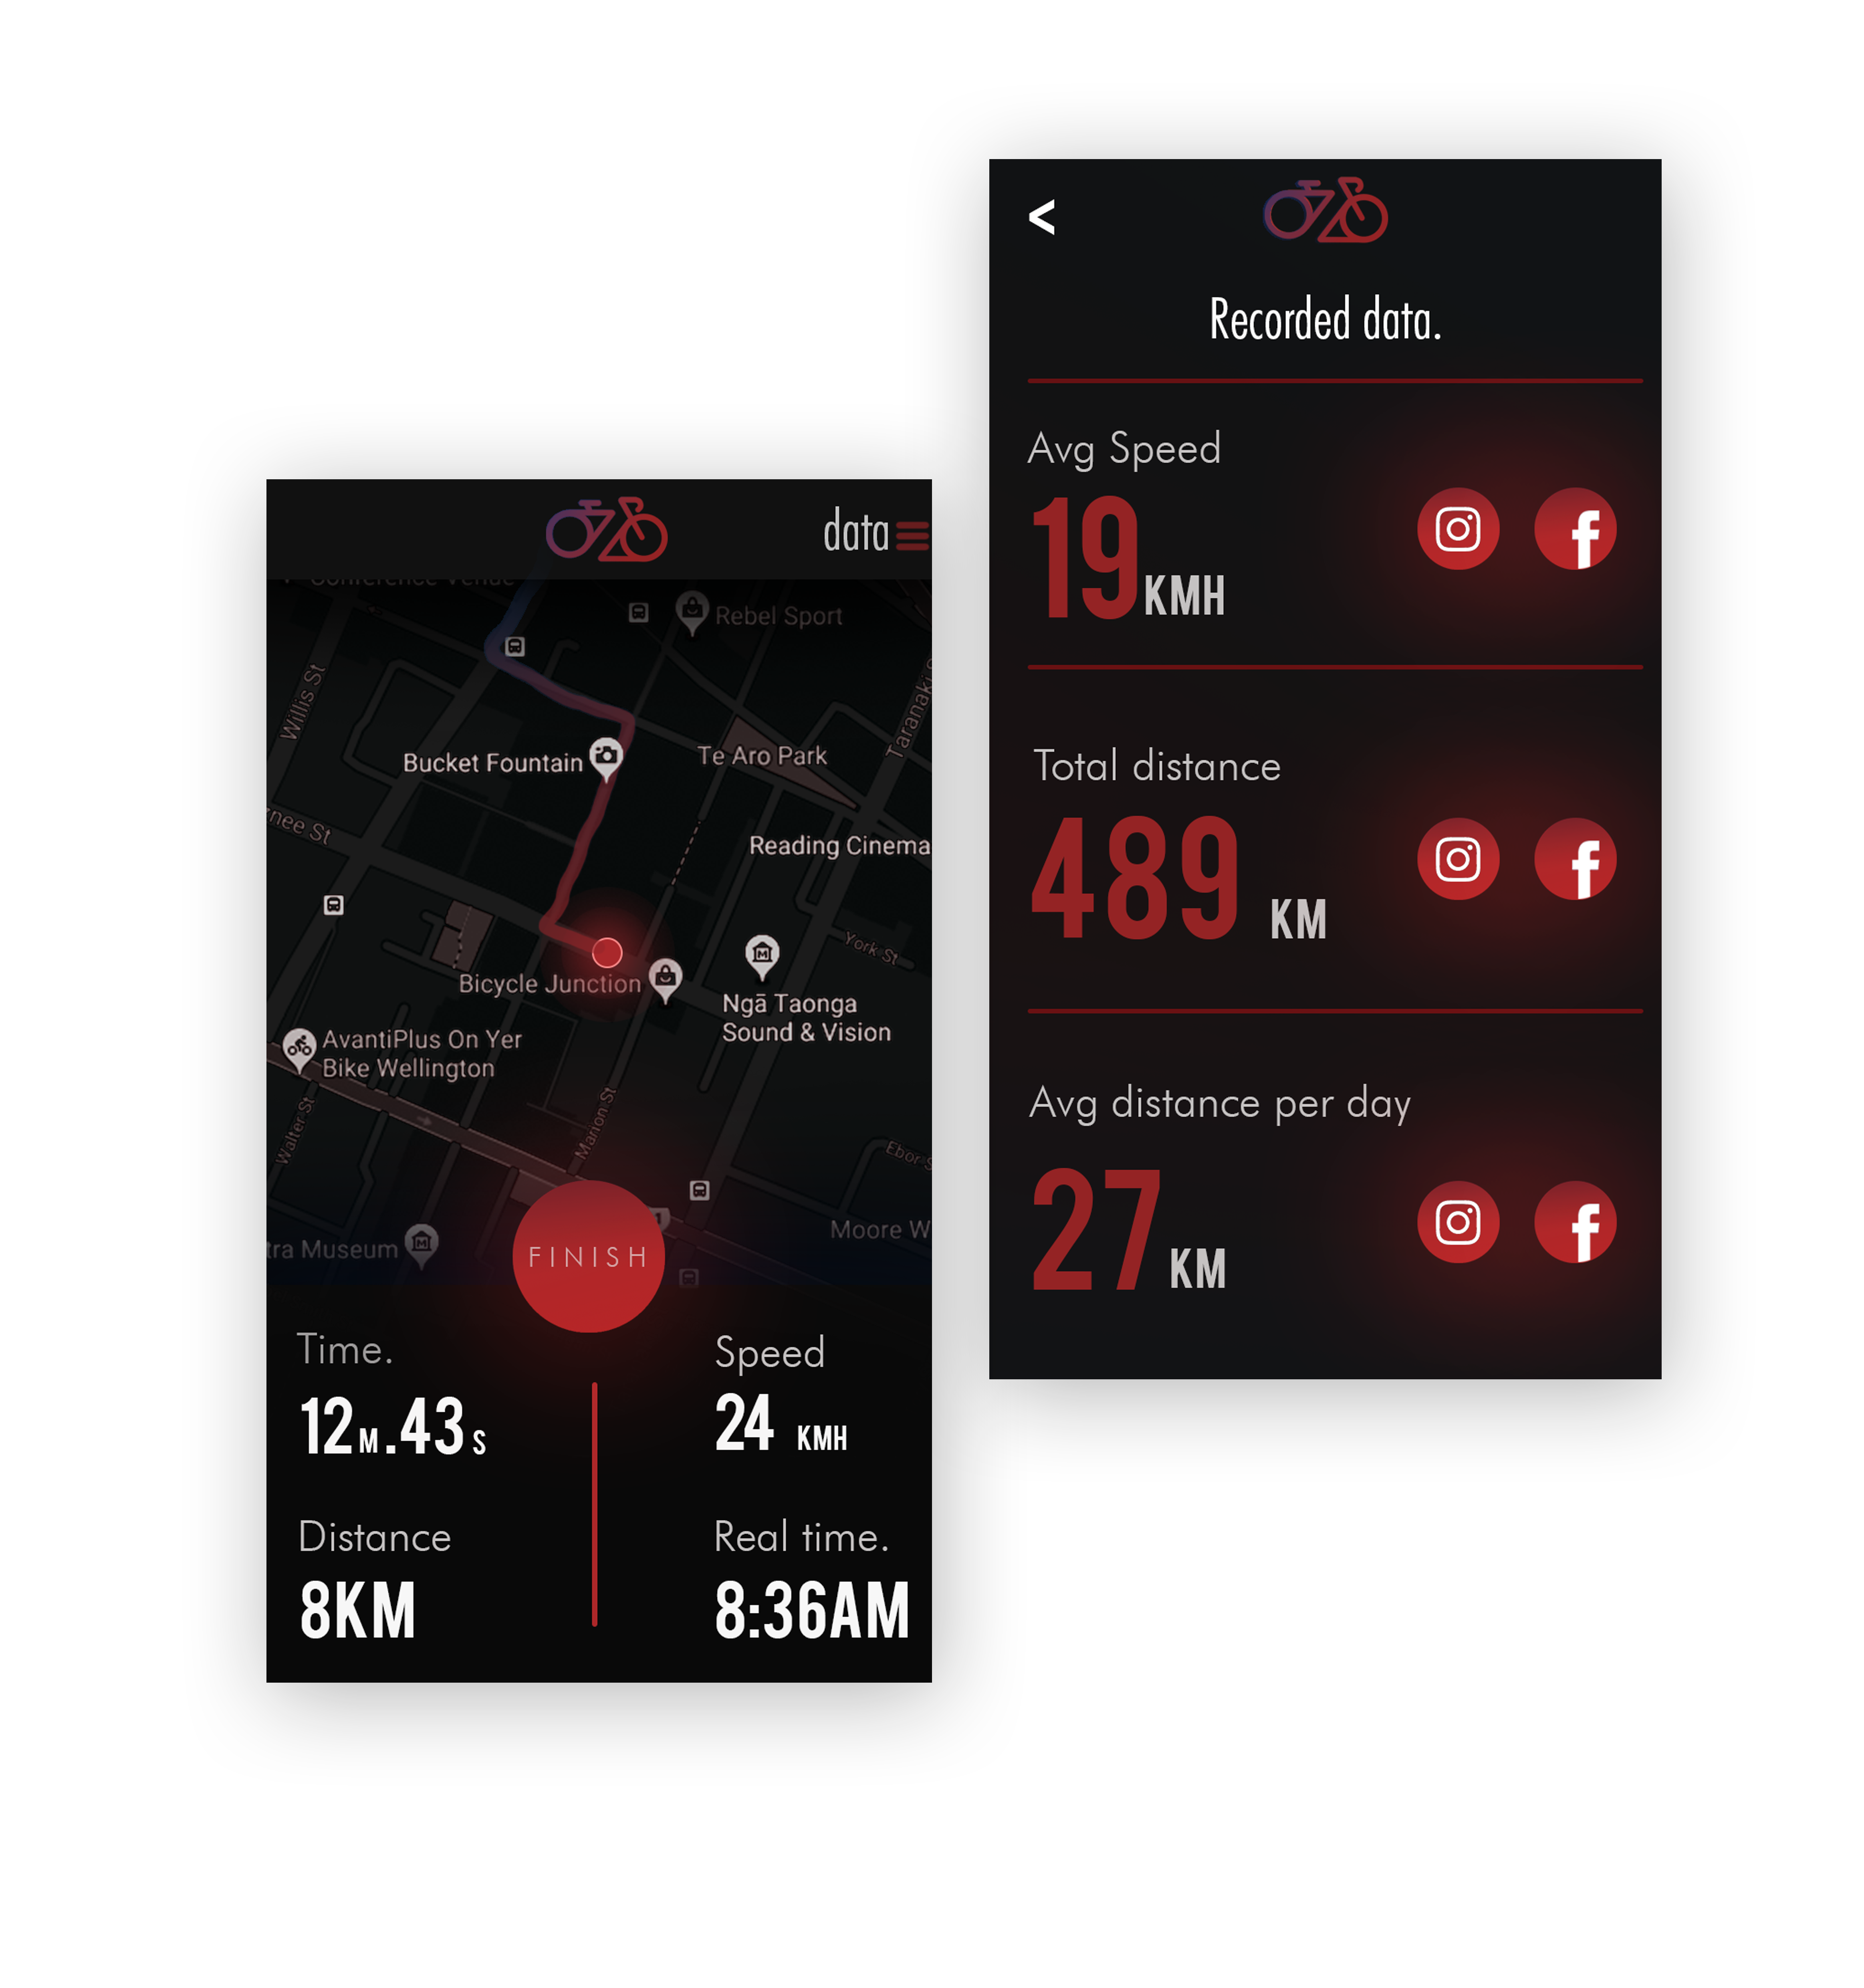 data
Conference Venue
Rebel Sport
Willis St
Taranaki S
Bucket Fountain
Te Aro Park
nee St
Reading Cinema
York St
Bicycle Junction
Ngā Taonga
Sound & Vision
AvantiPlus On Yer
Bike Wellington
Walter St
Marion St
Ebor S
1
Moore W
tra Museum
FINISH
Time.
Speed
12M.43S
24 KMH
Distance
Real time.
8KM
8:36AM
<
Recorded data.
Avg Speed
19KMH
f
Total distance
489 KM
f
Avg distance per day
27KM
f